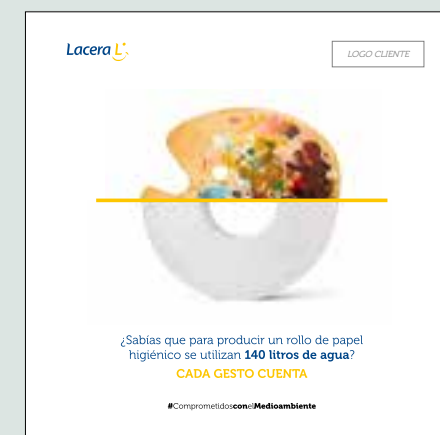 Lacera L
LOGO CLIENTE
¿Sabías que para producir un rollo de papel
higiénico se utilizan 140 litros de agua?
CADA GESTO CUENTA
#ComprometidosconelMedioambiente